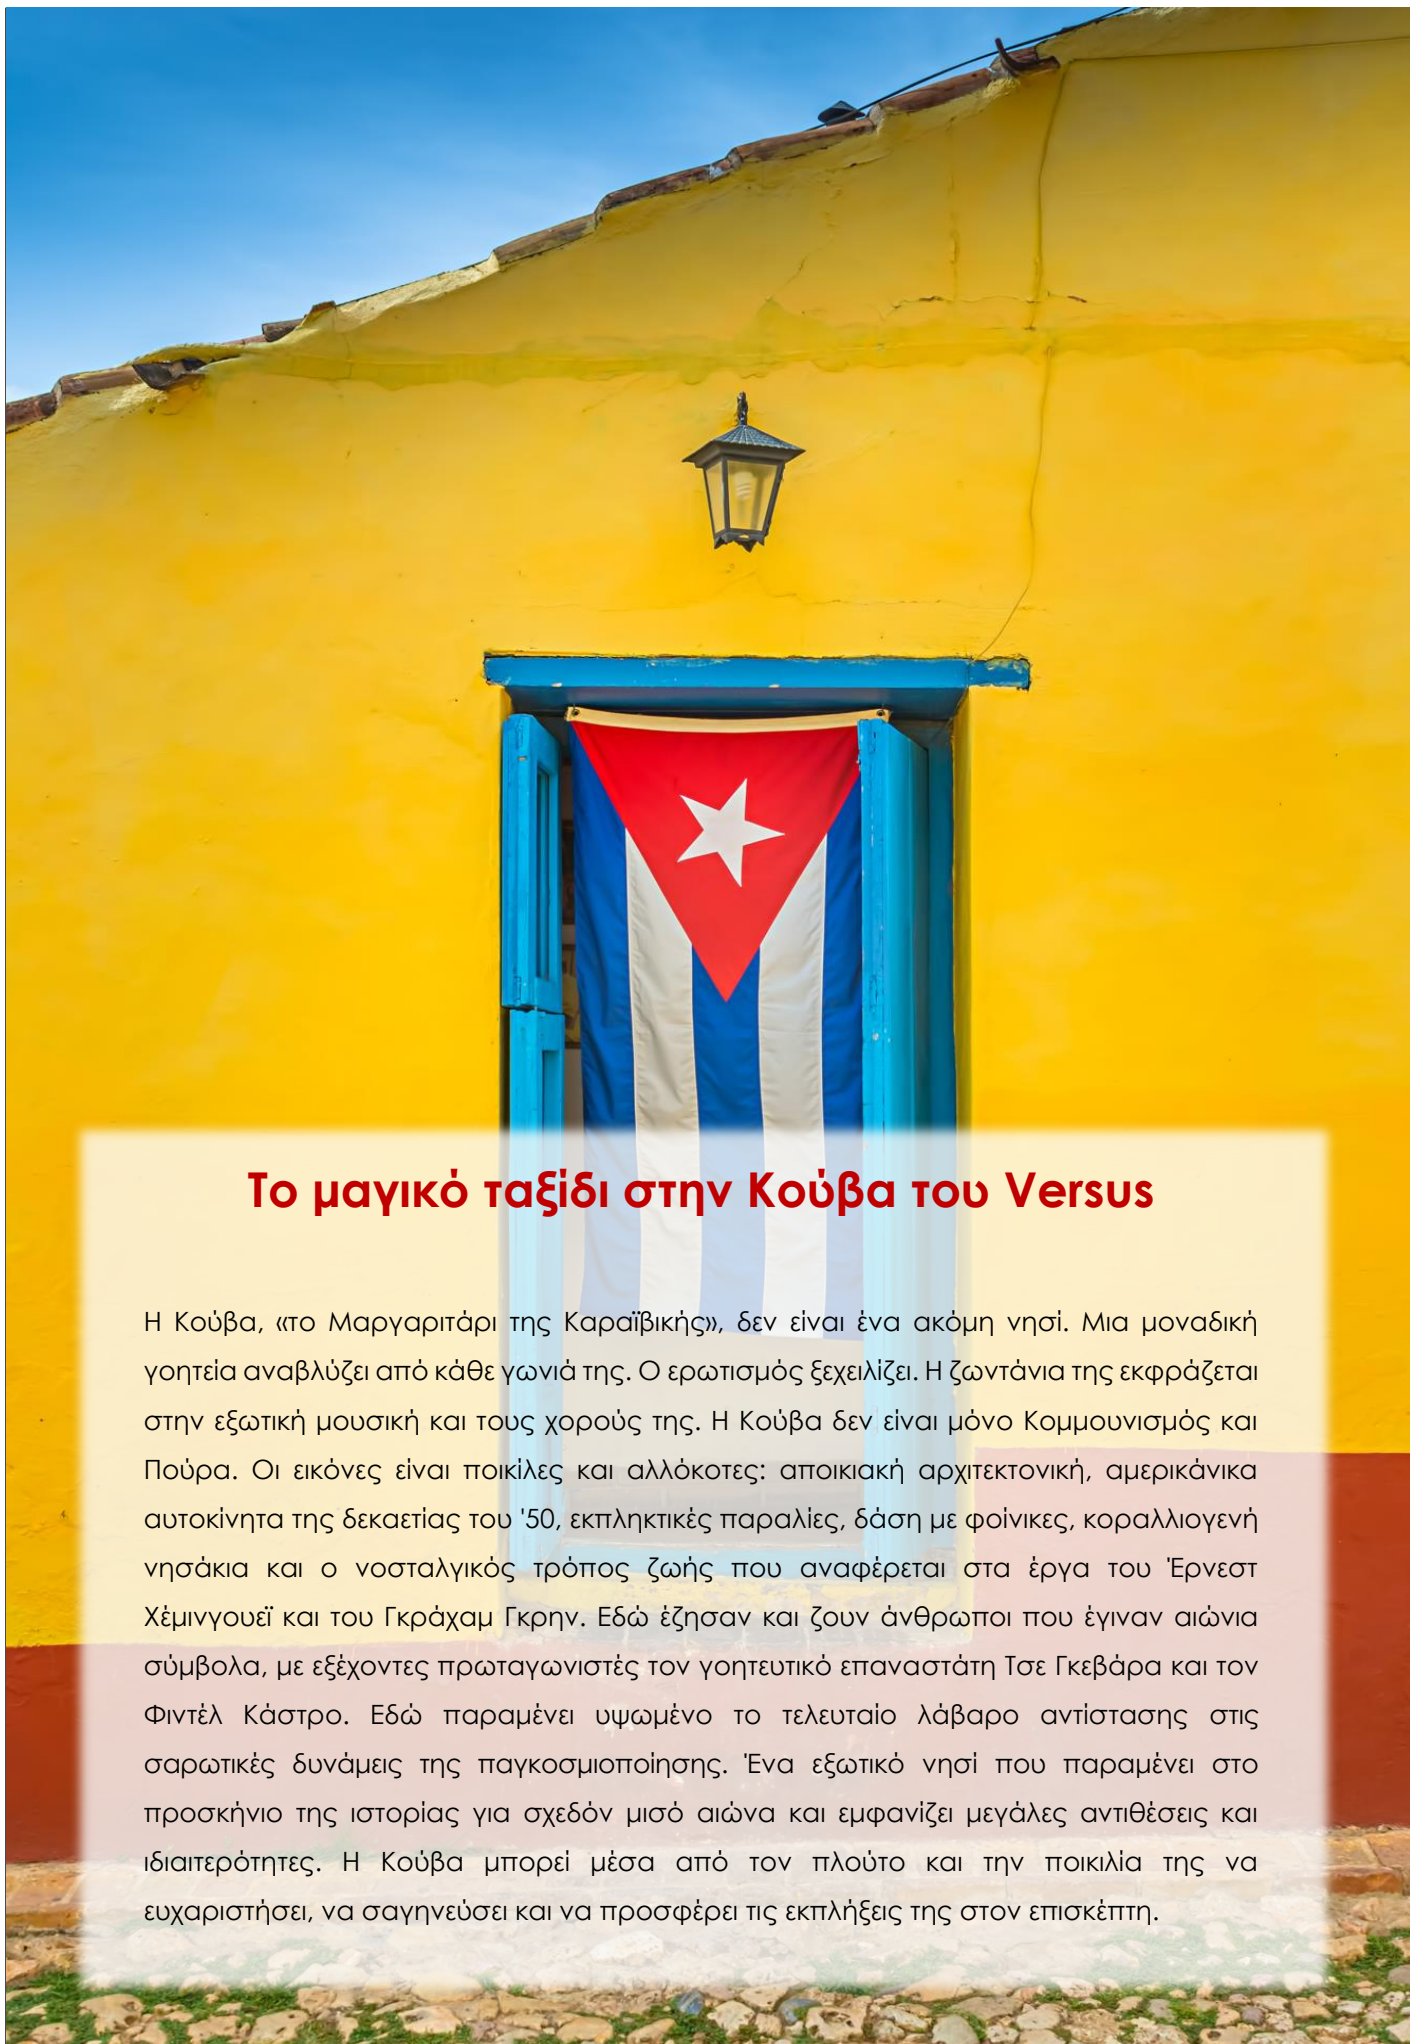 Το μαγικό ταξίδι στην Κούβα του Versus
Η Κούβα, «το Μαργαριτάρι της Καραϊβικής», δεν είναι ένα ακόμη νησί. Μια μοναδική
γοητεία αναβλύζει από κάθε γωνιά της. Ο ερωτισμός ξεχειλίζει. Η ζωντάνια της εκφράζεται
στην εξωτική μουσική και τους χορούς της. Η Κούβα δεν είναι μόνο Κομμουνισμός και
Πούρα. Οι εικόνες είναι ποικίλες και αλλόκοτες: αποικιακή αρχιτεκτονική, αμερικάνικα
αυτοκίνητα της δεκαετίας του '50, εκπληκτικές παραλίες, δάση με φοίνικες, κοραλλιογενή
νησάκια και ο νοσταλγικός τρόπος ζωής που αναφέρεται στα έργα του Έρνεστ
Χέμινγουεϊ και του Γκράχαμ Γκρην. Εδώ έζησαν και ζουν άνθρωποι που έγιναν αιώνια
σύμβολα, με εξέχοντες πρωταγωνιστές τον γοητευτικό επαναστάτη Τσε Γκεβάρα και τον
Φιντέλ Κάστρο. Εδώ παραμένει υψωμένο το τελευταίο λάβαρο αντίστασης στις
σαρωτικές δυνάμεις της παγκοσμιοποίησης. Ένα εξωτικό νησί που παραμένει στο
προσκήνιο της ιστορίας για σχεδόν μισό αιώνα και εμφανίζει μεγάλες αντιθέσεις και
ιδιαιτερότητες. Η Κούβα μπορεί μέσα από τον πλούτο και την ποικιλία της να
ευχαριστήσει, να σαγηνεύσει και να προσφέρει τις εκπλήξεις της στον επισκέπτη.